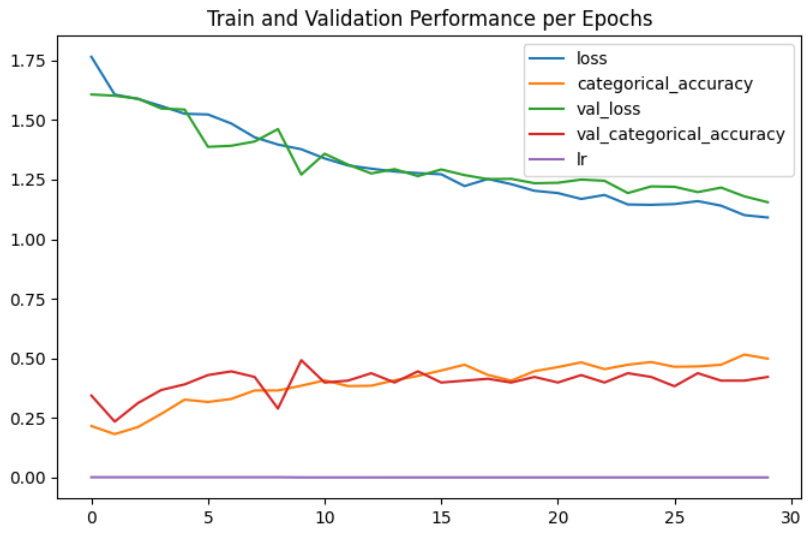 Train and Validation Performance per Epochs
loss
categorical_accuracy
val_loss
val_categorical_accuracy
lr
1.75
1.50
1.25
1.00
0.75
0.50
0.25
0.00
0 5 10 15 20 25 30